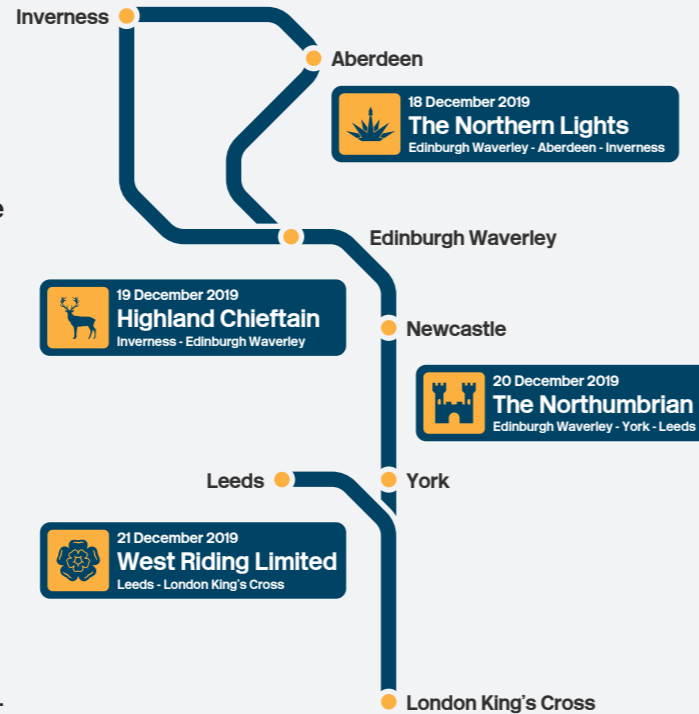 Inverness
Aberdeen
18 December 2019
The Northern Lights
Edinburgh Waverley - Aberdeen - Inverness
e
Edinburgh Waverley
19 December 2019
Highland Chieftain
Inverness - Edinburgh Waverley
Newcastle
20 December 2019
The Northumbrian
Edinburgh Waverley - York - Leeds
Leeds
York
21 December 2019
West Riding Limited
Leeds - London King's Cross
London King's Cross